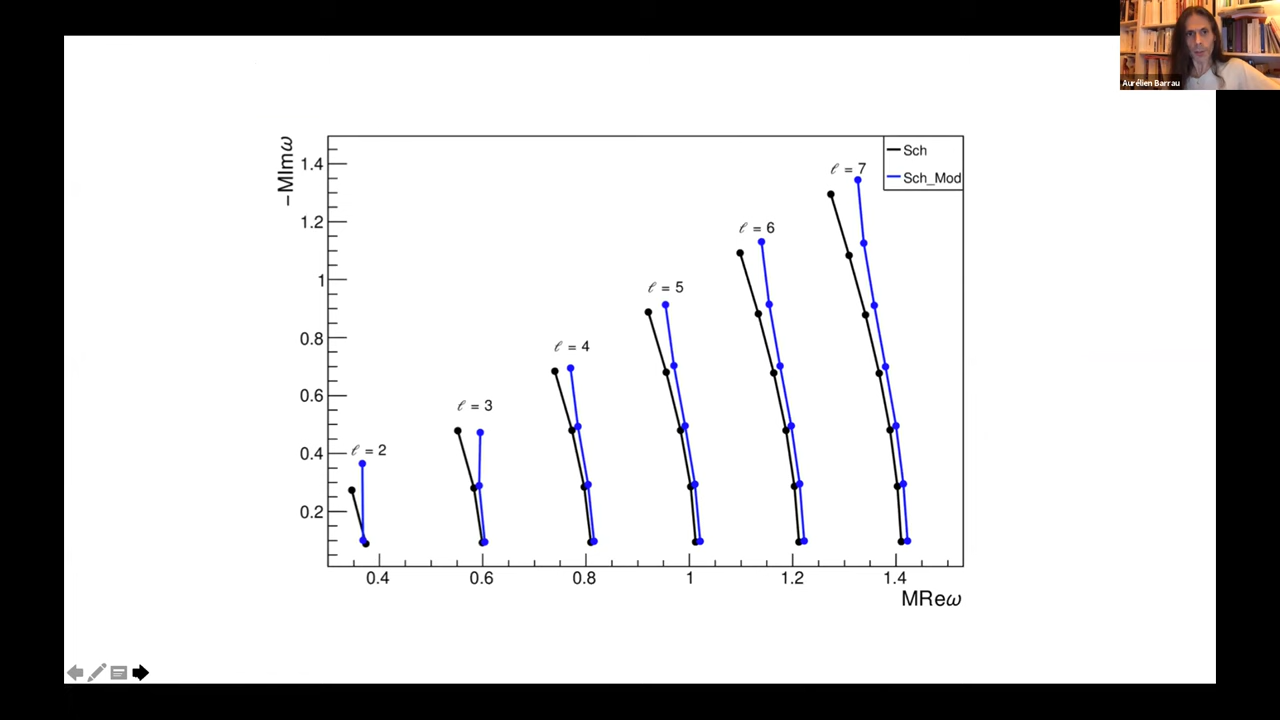 Aurélien Barrau
−MImω
Sch
Sch_Mod
ℓ = 7
ℓ = 6
ℓ = 5
ℓ = 4
ℓ = 3
ℓ = 2
1.4
1.2
1
0.8
0.6
0.4
0.2
0.4 0.6 0.8 1 1.2 1.4
MReω